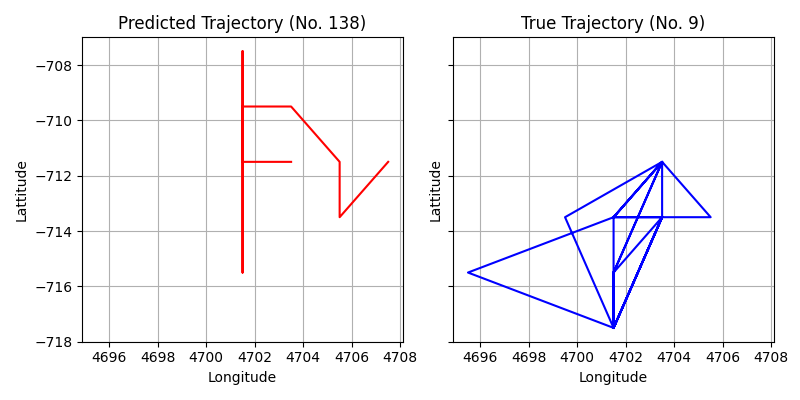 Predicted Trajectory (No. 138)
True Trajectory (No. 9)
−708
−710
−712
−714
−716
−718
Lattitude
Lattitude
4696 4698 4700 4702 4704 4706 4708
4696 4698 4700 4702 4704 4706 4708
Longitude
Longitude